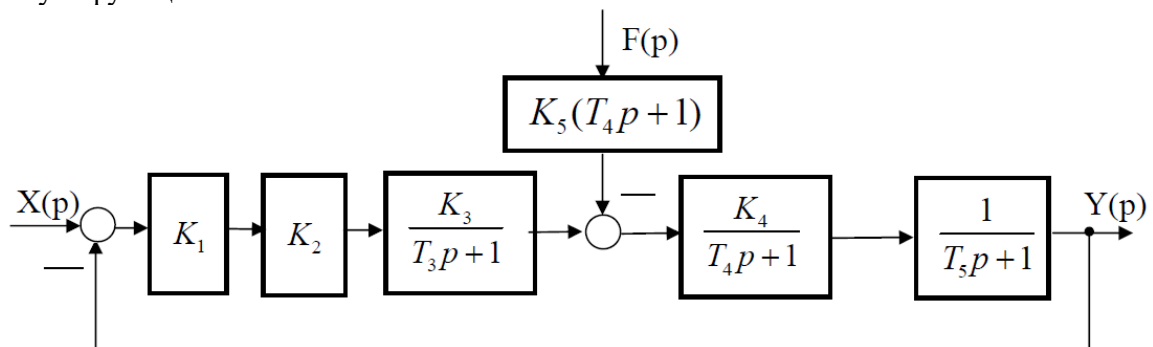 F(p)
K₅(T₄p + 1)
X(p)
K₁
K₂
K₃
T₃p + 1
K₄
T₄p + 1
1
T₅p + 1
Y(p)